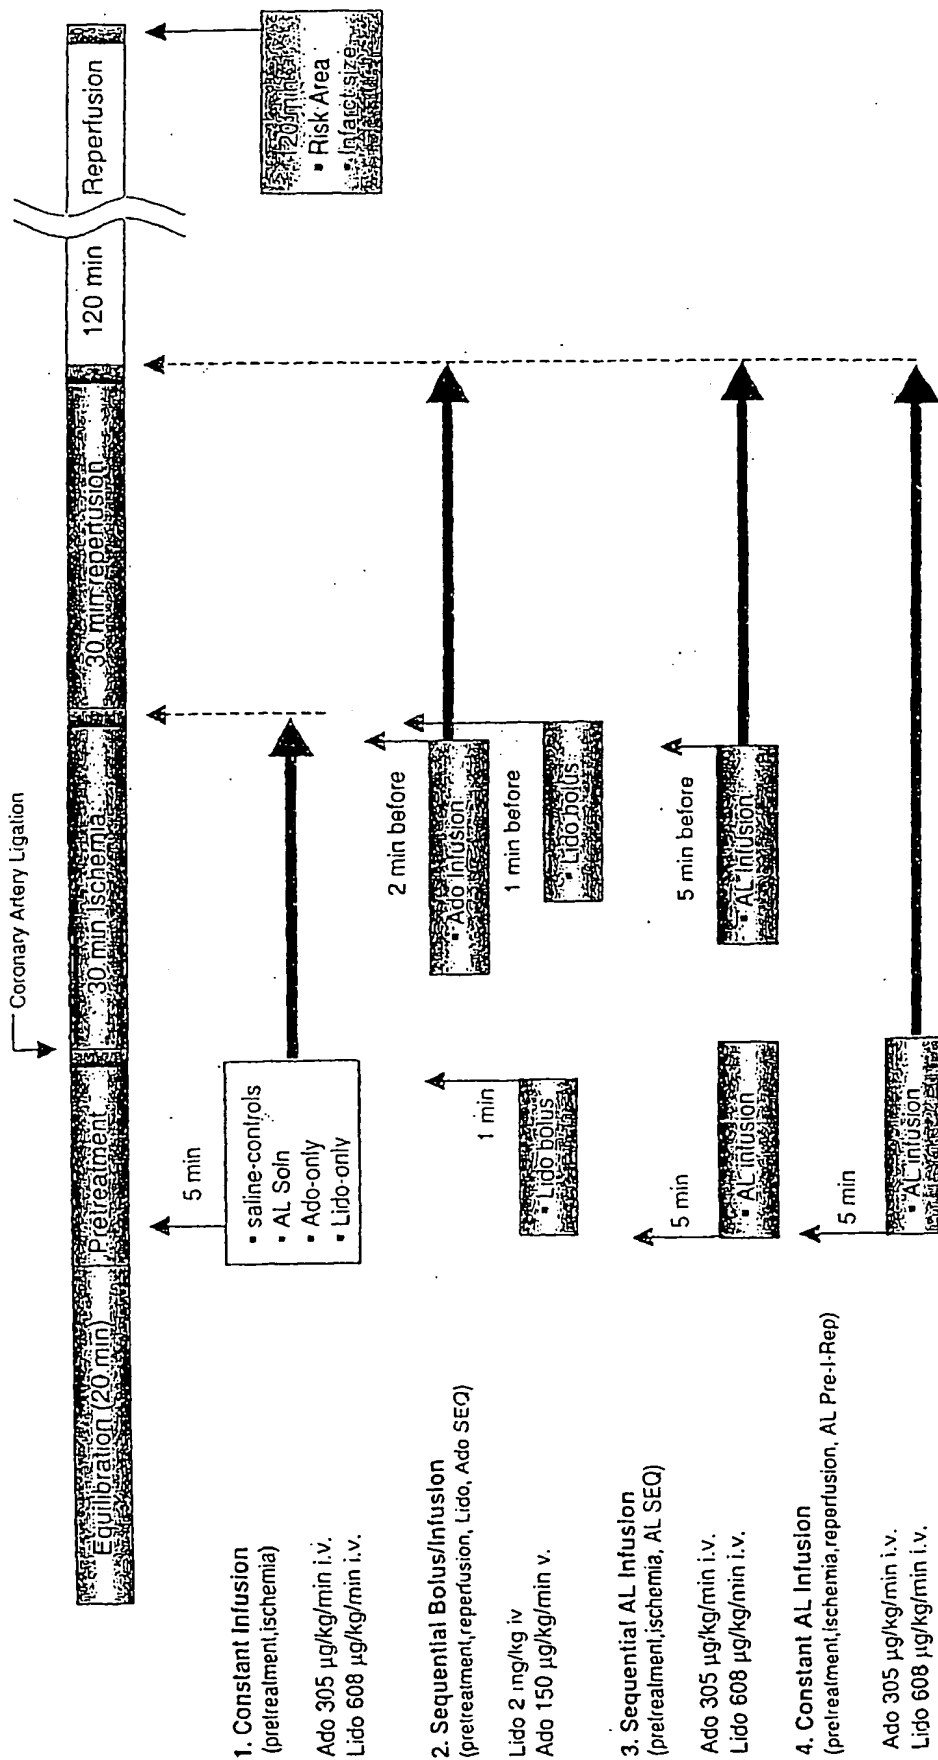 Coronary Artery Ligation
Equilibration (20 min)
Pretreatment
30 min Ischemia
30 min reperfusion
120 min
Reperfusion
120 min
▪ Risk Area
▪ Infarct size
1. Constant Infusion
(pretreatment,ischemia)
Ado 305 µg/kg/min i.v.
Lido 608 µg/kg/min i.v.
5 min
▪ saline-controls
▪ AL Soln
▪ Ado-only
▪ Lido-only
2. Sequential Bolus/Infusion
(pretreatment,reperfusion, Lido, Ado SEQ)
Lido 2 mg/kg iv
Ado 150 µg/kg/min v.
1 min
▪ Lido bolus
2 min before
▪ Ado Infusion
1 min before
▪ Lido bolus
3. Sequential AL Infusion
(pretreatment,ischemia, AL SEQ)
Ado 305 µg/kg/min i.v.
Lido 608 µg/kg/min i.v.
5 min
▪ AL infusion
5 min before
▪ AL Infusion
4. Constant AL Infusion
(pretreatment,Ischemia,reperfusion, AL Pre-I-Rep)
Ado 305 µg/kg/min i.v.
Lido 608 µg/kg/min i.v.
5 min
▪ AL infusion